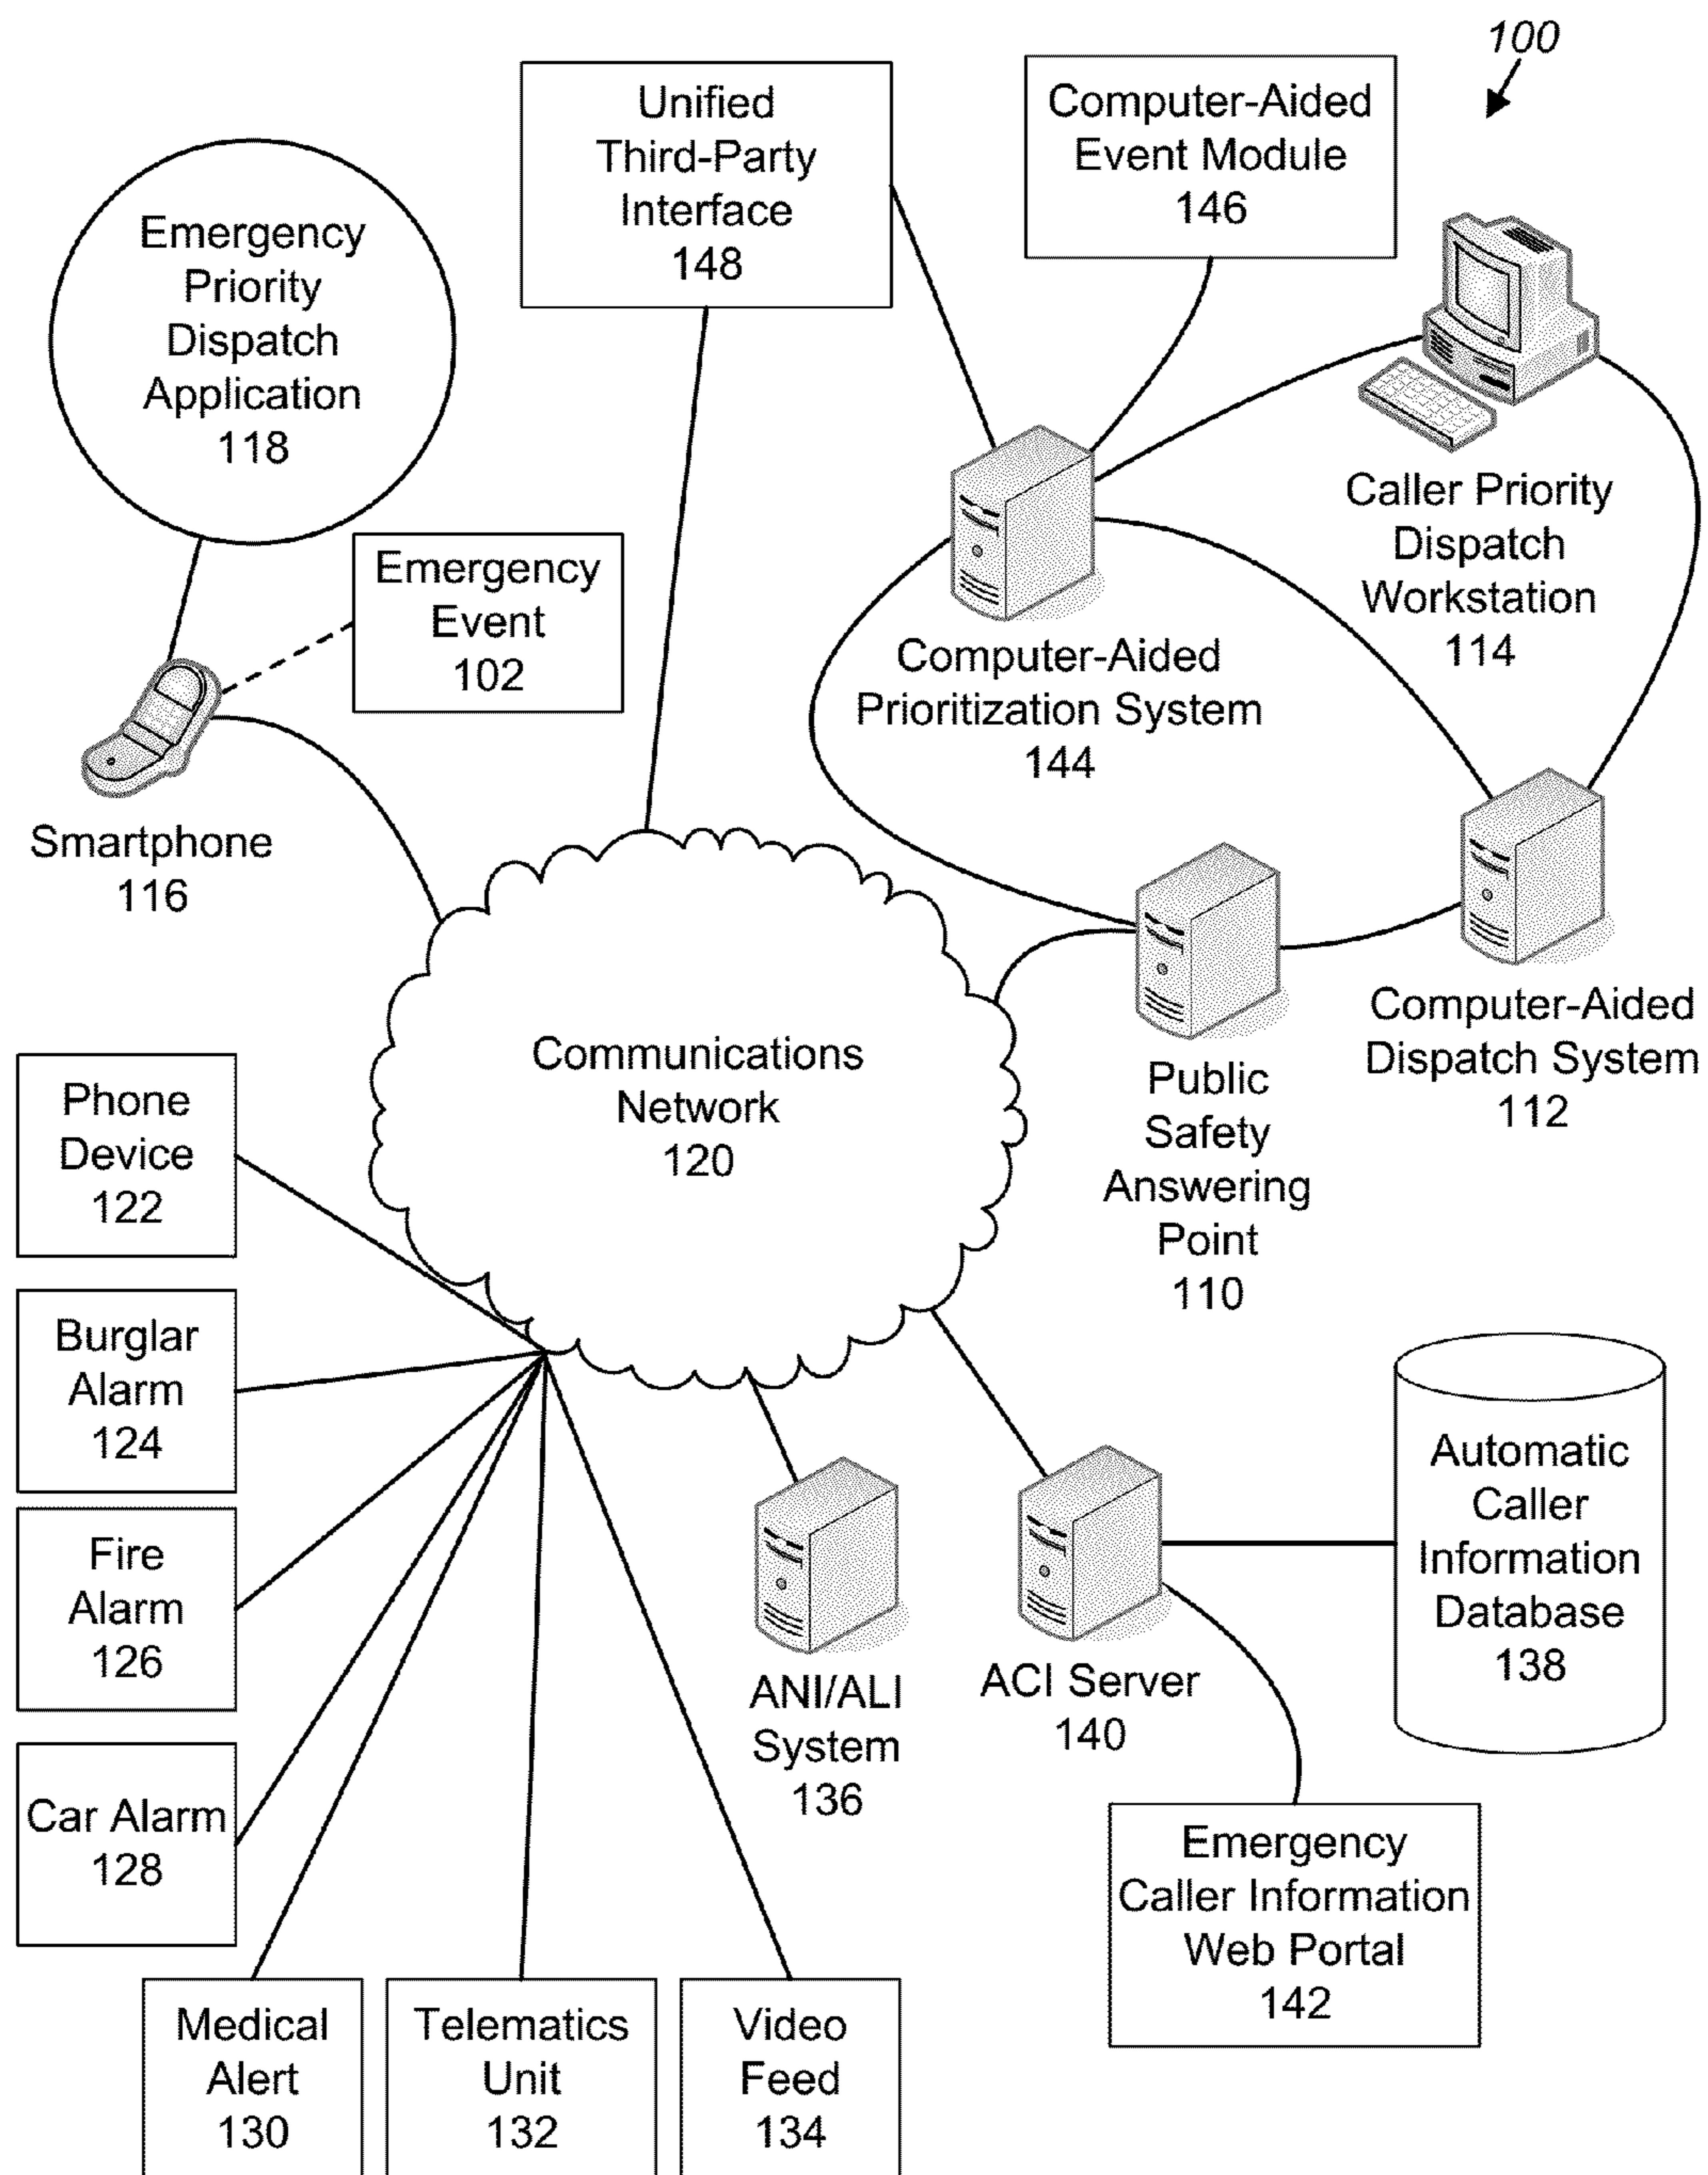 100
Unified
Third-Party
Interface
148
Computer-Aided
Event Module
146
Emergency
Priority
Dispatch
Application
118
Emergency
Event
102
Caller Priority
Dispatch
Workstation
114
Computer-Aided
Prioritization System
144
Smartphone
116
Communications
Network
120
Computer-Aided
Dispatch System
112
Public
Safety
Answering
Point
110
Phone
Device
122
Burglar
Alarm
124
Fire
Alarm
126
Car Alarm
128
Medical
Alert
130
Telematics
Unit
132
Video
Feed
134
ANI/ALI
System
136
ACI Server
140
Automatic
Caller
Information
Database
138
Emergency
Caller Information
Web Portal
142